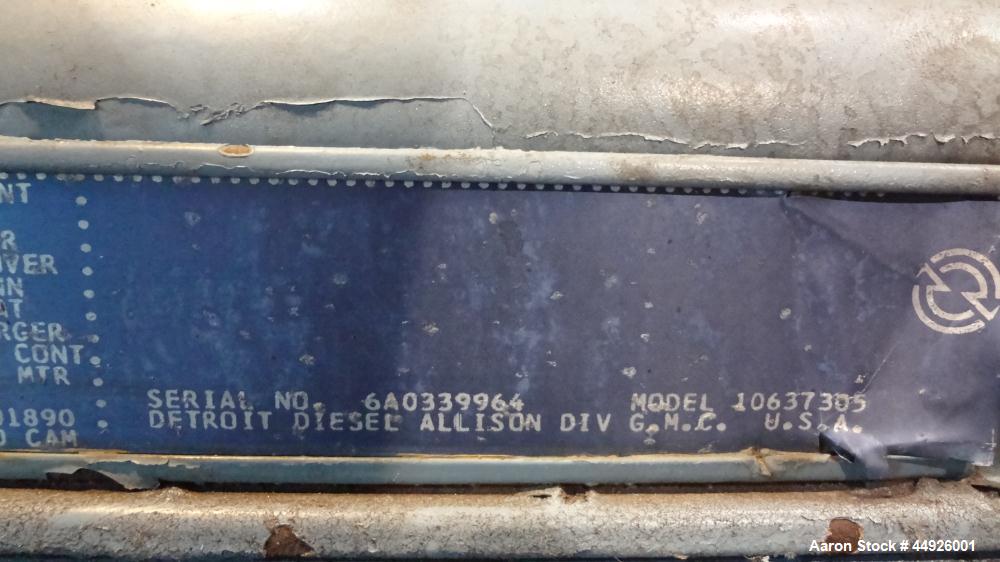 NT
R
IVER
GN
AT
RGER
CONT.
MTR
01890
D CAM
SERIAL NO. 6A0339964 MODEL 10637305
DETROIT DIESEL ALLISON DIV G.M.C. U.S.A.
Aaron Stock # 44926001